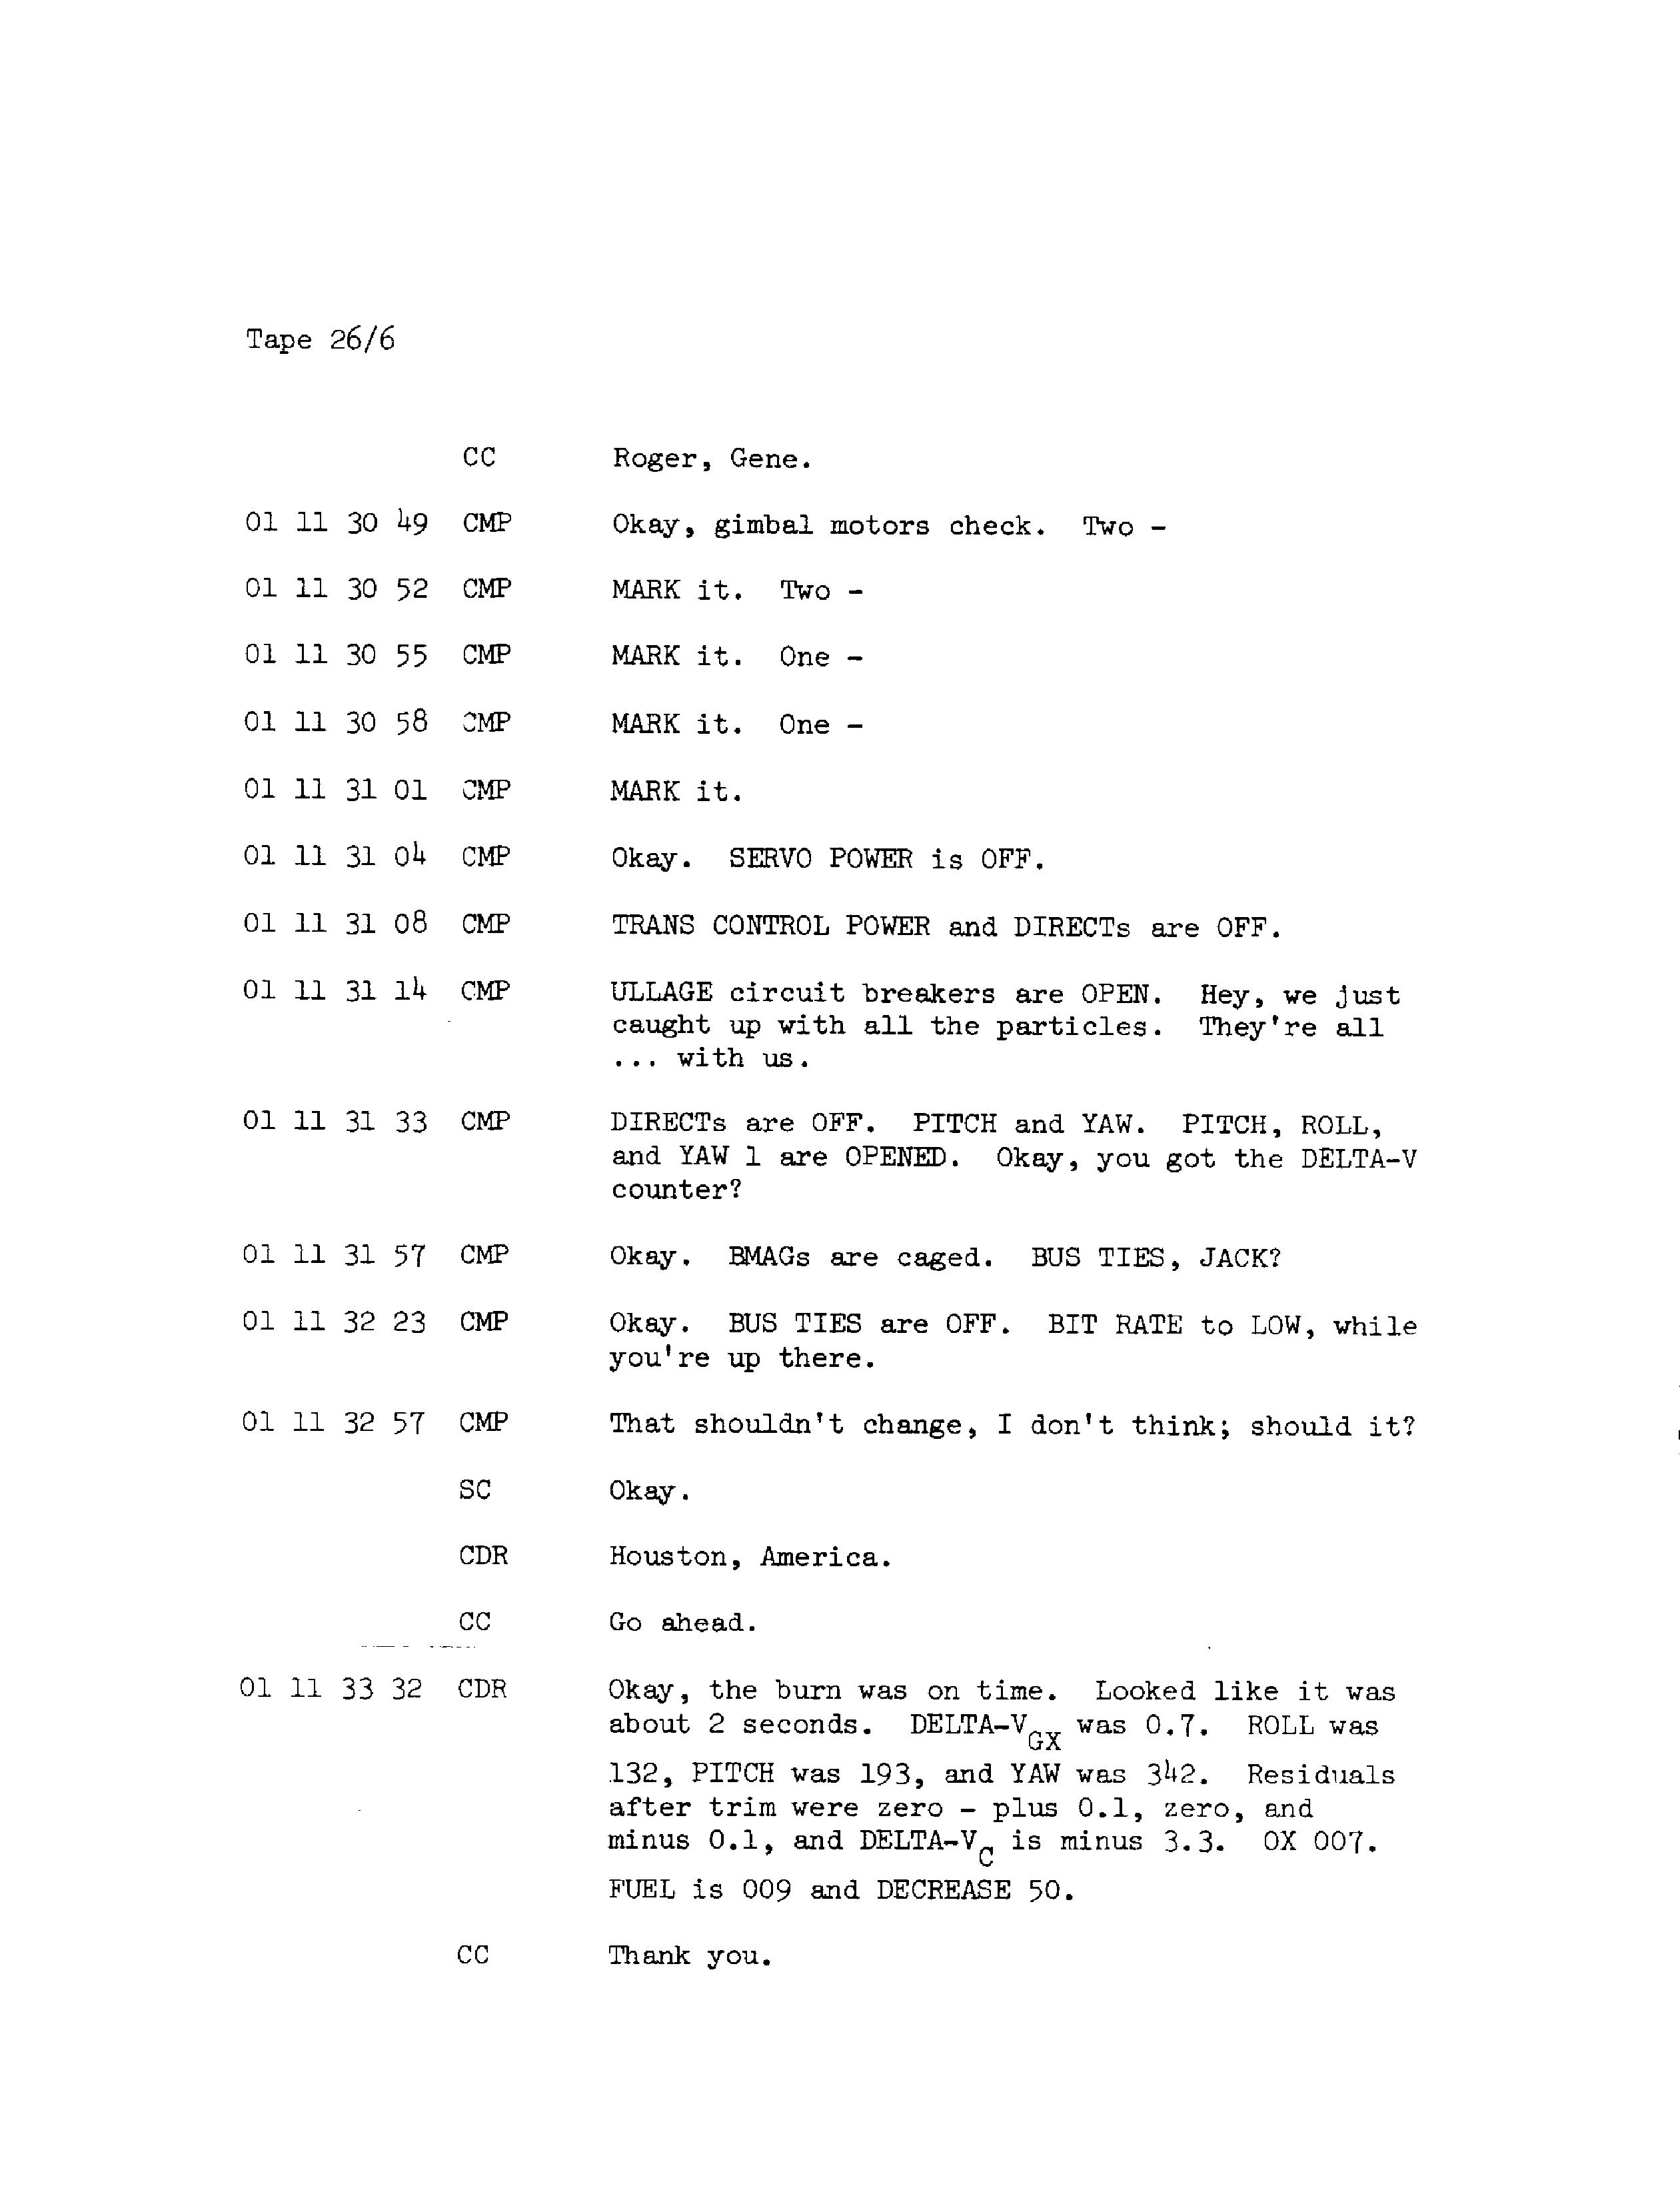 Tape 26/6
CC Roger, Gene.
01 11 30 49 CMP Okay, gimbal motors check. Two -
01 11 30 52 CMP MARK it. Two -
01 11 30 55 CMP MARK it. One -
01 11 30 58 CMP MARK it. One -
01 11 31 01 CMP MARK it.
01 11 31 04 CMP Okay. SERVO POWER is OFF.
01 11 31 08 CMP TRANS CONTROL POWER and DIRECTs are OFF.
01 11 31 14 CMP ULLAGE circuit breakers are OPEN. Hey, we just
caught up with all the particles. They're all
... with us.
01 11 31 33 CMP DIRECTs are OFF. PITCH and YAW. PITCH, ROLL,
and YAW 1 are OPENED. Okay, you got the DELTA-V
counter?
01 11 31 57 CMP Okay. BMAGs are caged. BUS TIES, JACK?
01 11 32 23 CMP Okay. BUS TIES are OFF. BIT RATE to LOW, while
you're up there.
01 11 32 57 CMP That shouldn't change, I don't think; should it?
SC Okay.
CDR Houston, America.
CC Go ahead.
01 11 33 32 CDR Okay, the burn was on time. Looked like it was
about 2 seconds. DELTA-VGX was 0.7. ROLL was
132, PITCH was 193, and YAW was 342. Residuals
after trim were zero - plus 0.1, zero, and
minus 0.1, and DELTA-VC is minus 3.3. OX 007.
FUEL is 009 and DECREASE 50.
CC Thank you.